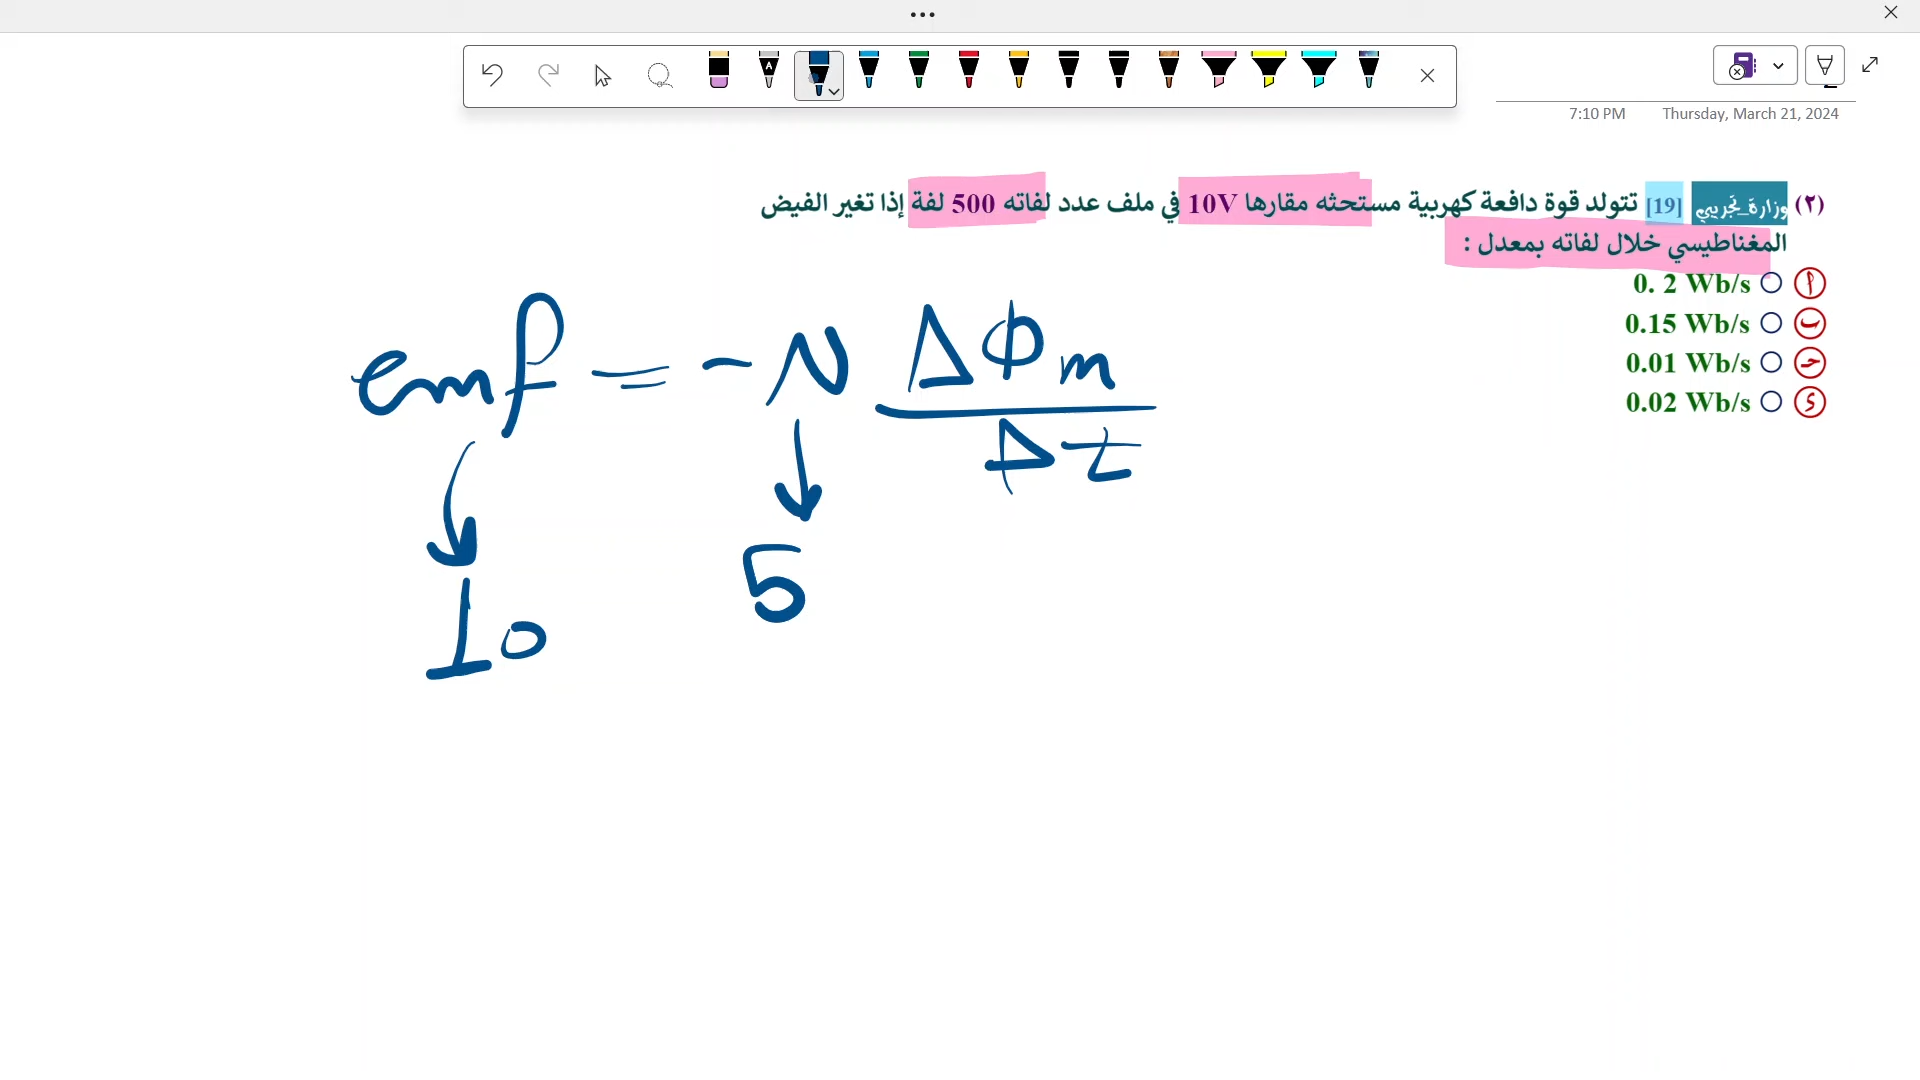 7:10 PM Thursday, March 21, 2024
(٢) وزارة_تجريبي [19] تتولد قوة دافعة كهربية مستحثه مقارها 10V في ملف عدد لفاته 500 لفة إذا تغير الفيض
المغناطيسي خلال لفاته بمعدل :
أ 0. 2 Wb/s
ب 0.15 Wb/s
ج 0.01 Wb/s
د 0.02 Wb/s
emf = - N ΔΦm
Δt
10 5